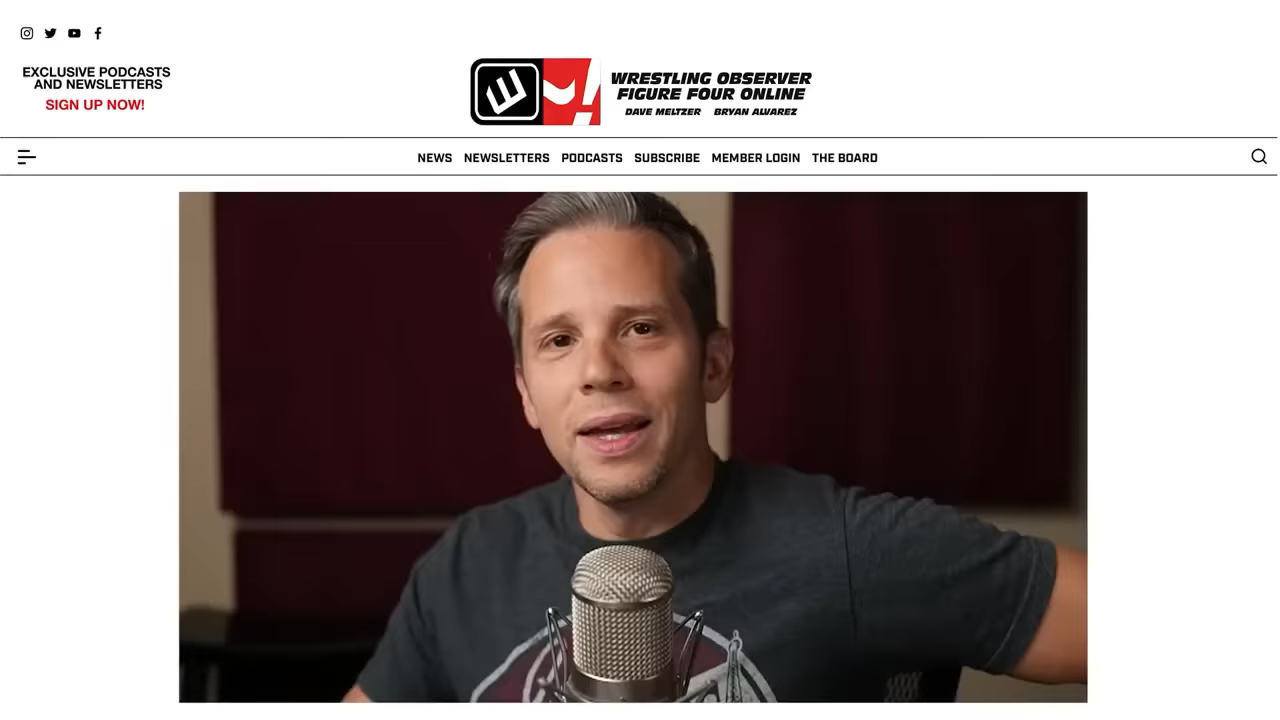 EXCLUSIVE PODCASTS
AND NEWSLETTERS
SIGN UP NOW!
WRESTLING OBSERVER
FIGURE FOUR ONLINE
DAVE MELTZER BRYAN ALVAREZ
NEWS NEWSLETTERS PODCASTS SUBSCRIBE MEMBER LOGIN THE BOARD